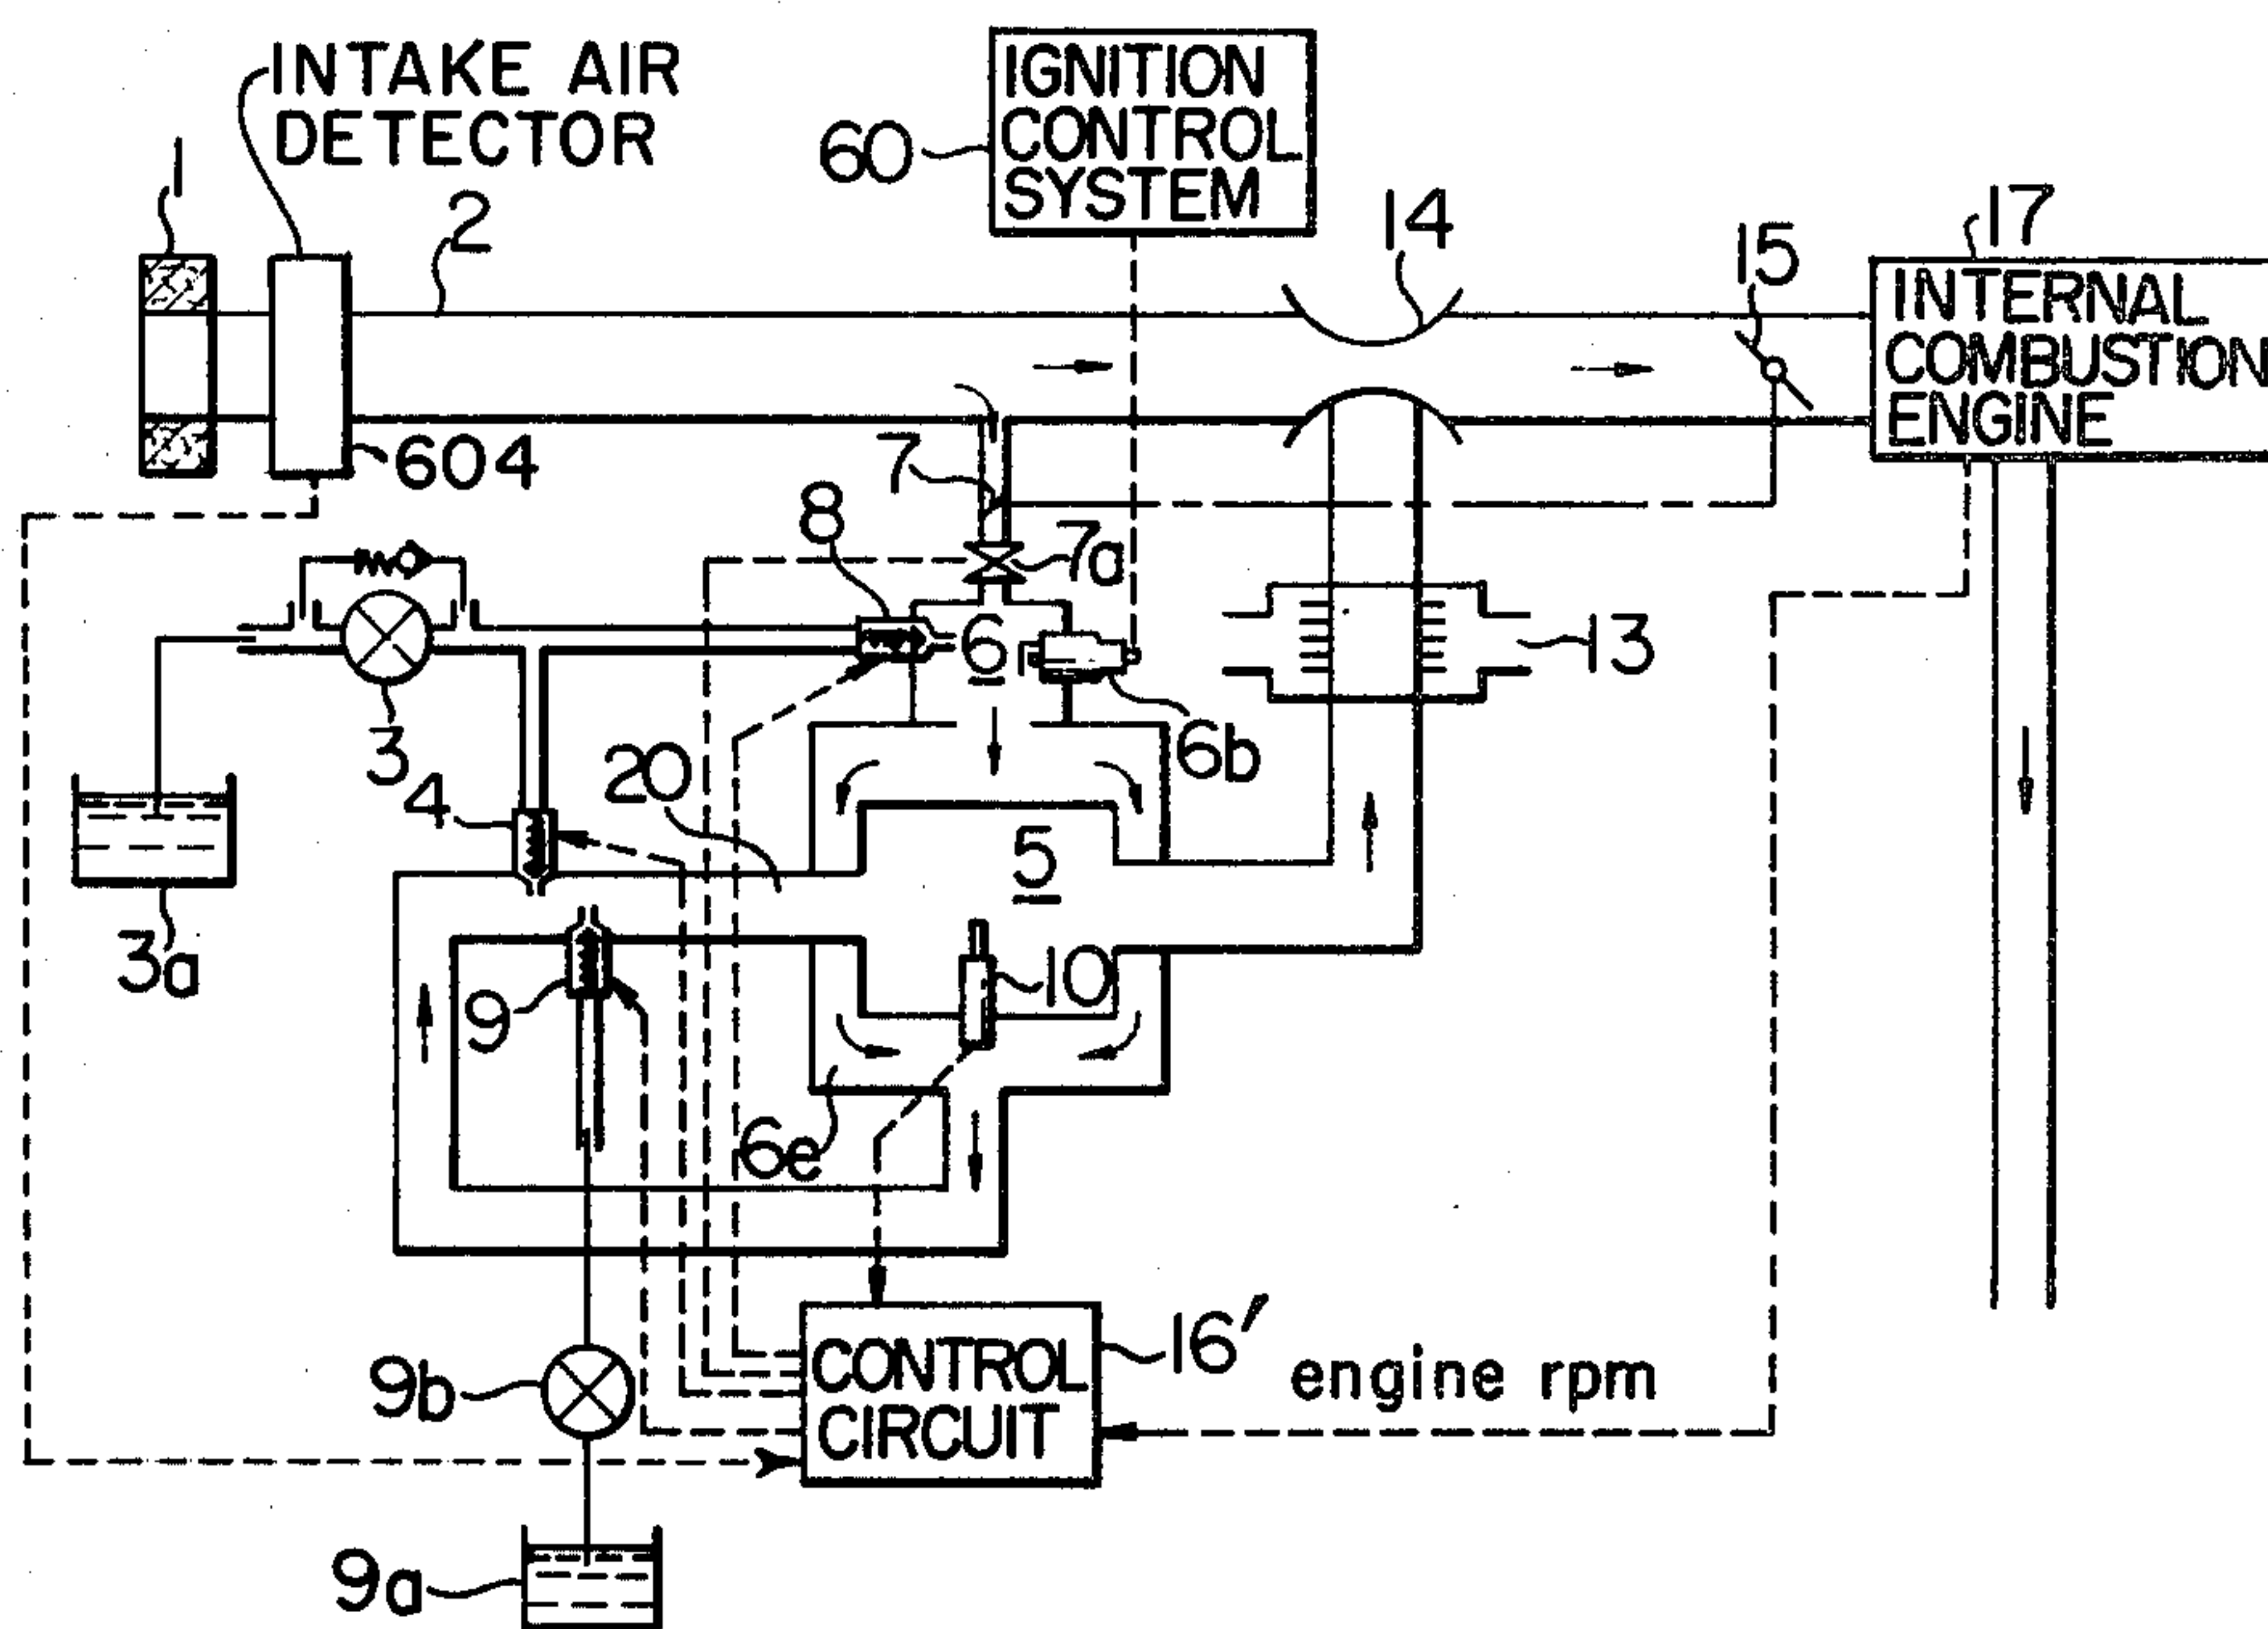 INTAKE AIR
DETECTOR
IGNITION
CONTROL
SYSTEM
60
1
2
14
15
17
INTERNAL
COMBUSTION
ENGINE
604
7
8
7a
6
13
3
6b
20
4
5
3a
9
10
6e
CONTROL
CIRCUIT
16'
engine rpm
9b
9a